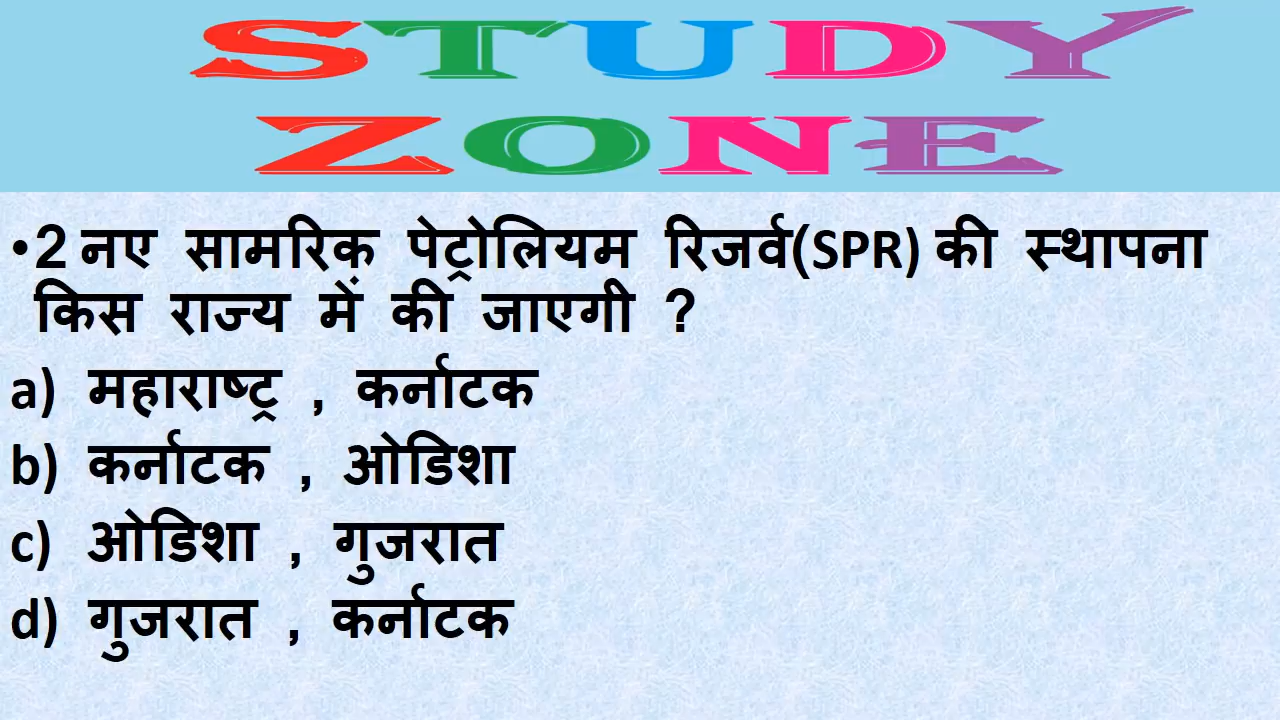 STUDY
ZONE
•2 नए सामरिक पेट्रोलियम रिजर्व(SPR) की स्थापना
किस राज्य में की जाएगी ?
a) महाराष्ट्र , कर्नाटक
b) कर्नाटक , ओडिशा
c) ओडिशा , गुजरात
d) गुजरात , कर्नाटक